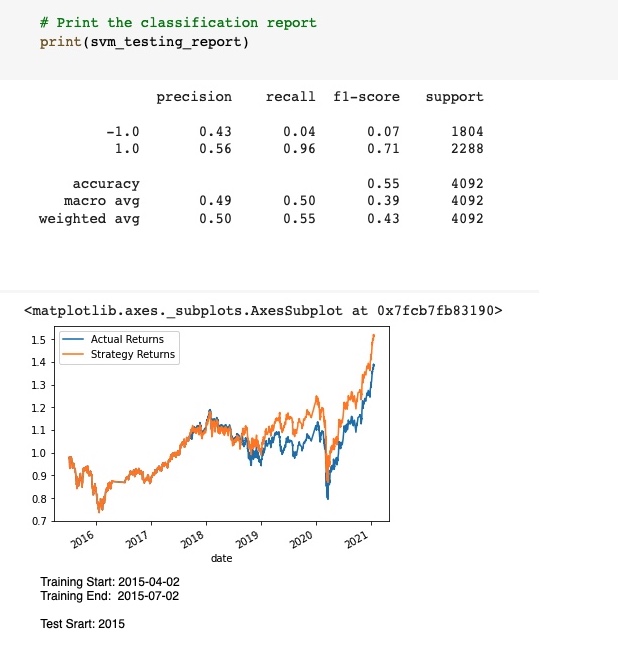 # Print the classification report
print(svm_testing_report)
precision recall f1-score support
-1.0 0.43 0.04 0.07 1804
1.0 0.56 0.96 0.71 2288
accuracy 0.55 4092
macro avg 0.49 0.50 0.39 4092
weighted avg 0.50 0.55 0.43 4092
<matplotlib.axes._subplots.AxesSubplot at 0x7fcb7fb83190>
Actual Returns
Strategy Returns
1.5
1.4
1.3
1.2
1.1
1.0
0.9
0.8
0.7
2016 2017 2018 2019 2020 2021
date
Training Start: 2015-04-02
Training End: 2015-07-02
Test Srart: 2015